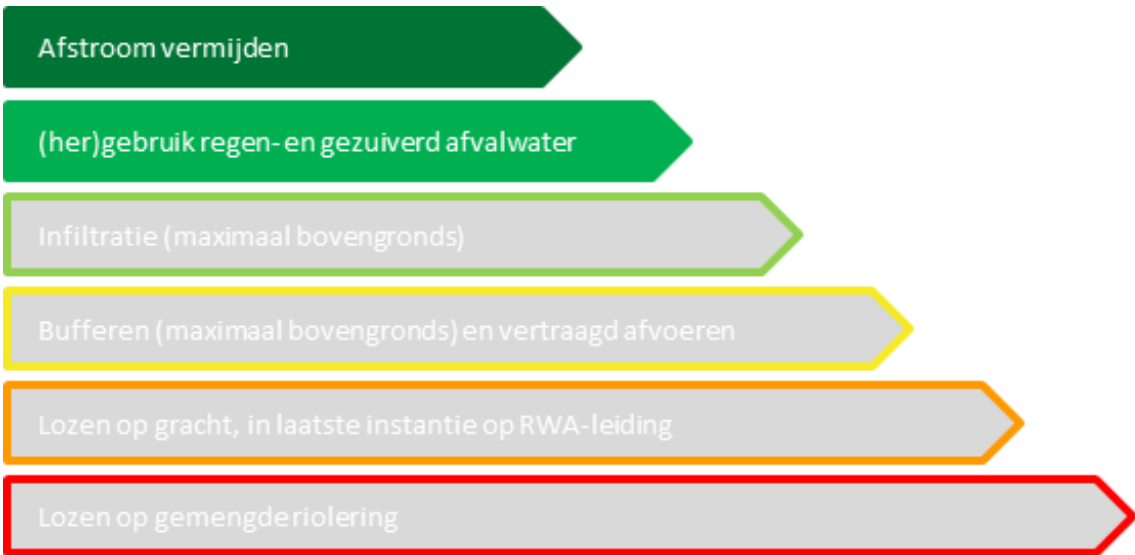 Afstroom vermijden
(her)gebruik regen- en gezuiverd afvalwater
Infiltratie (maximaal bovengronds)
Bufferen (maximaal bovengronds) en vertraagd afvoeren
Lozen op gracht, in laatste instantie op RWA-leiding
Lozen op gemengde riolering